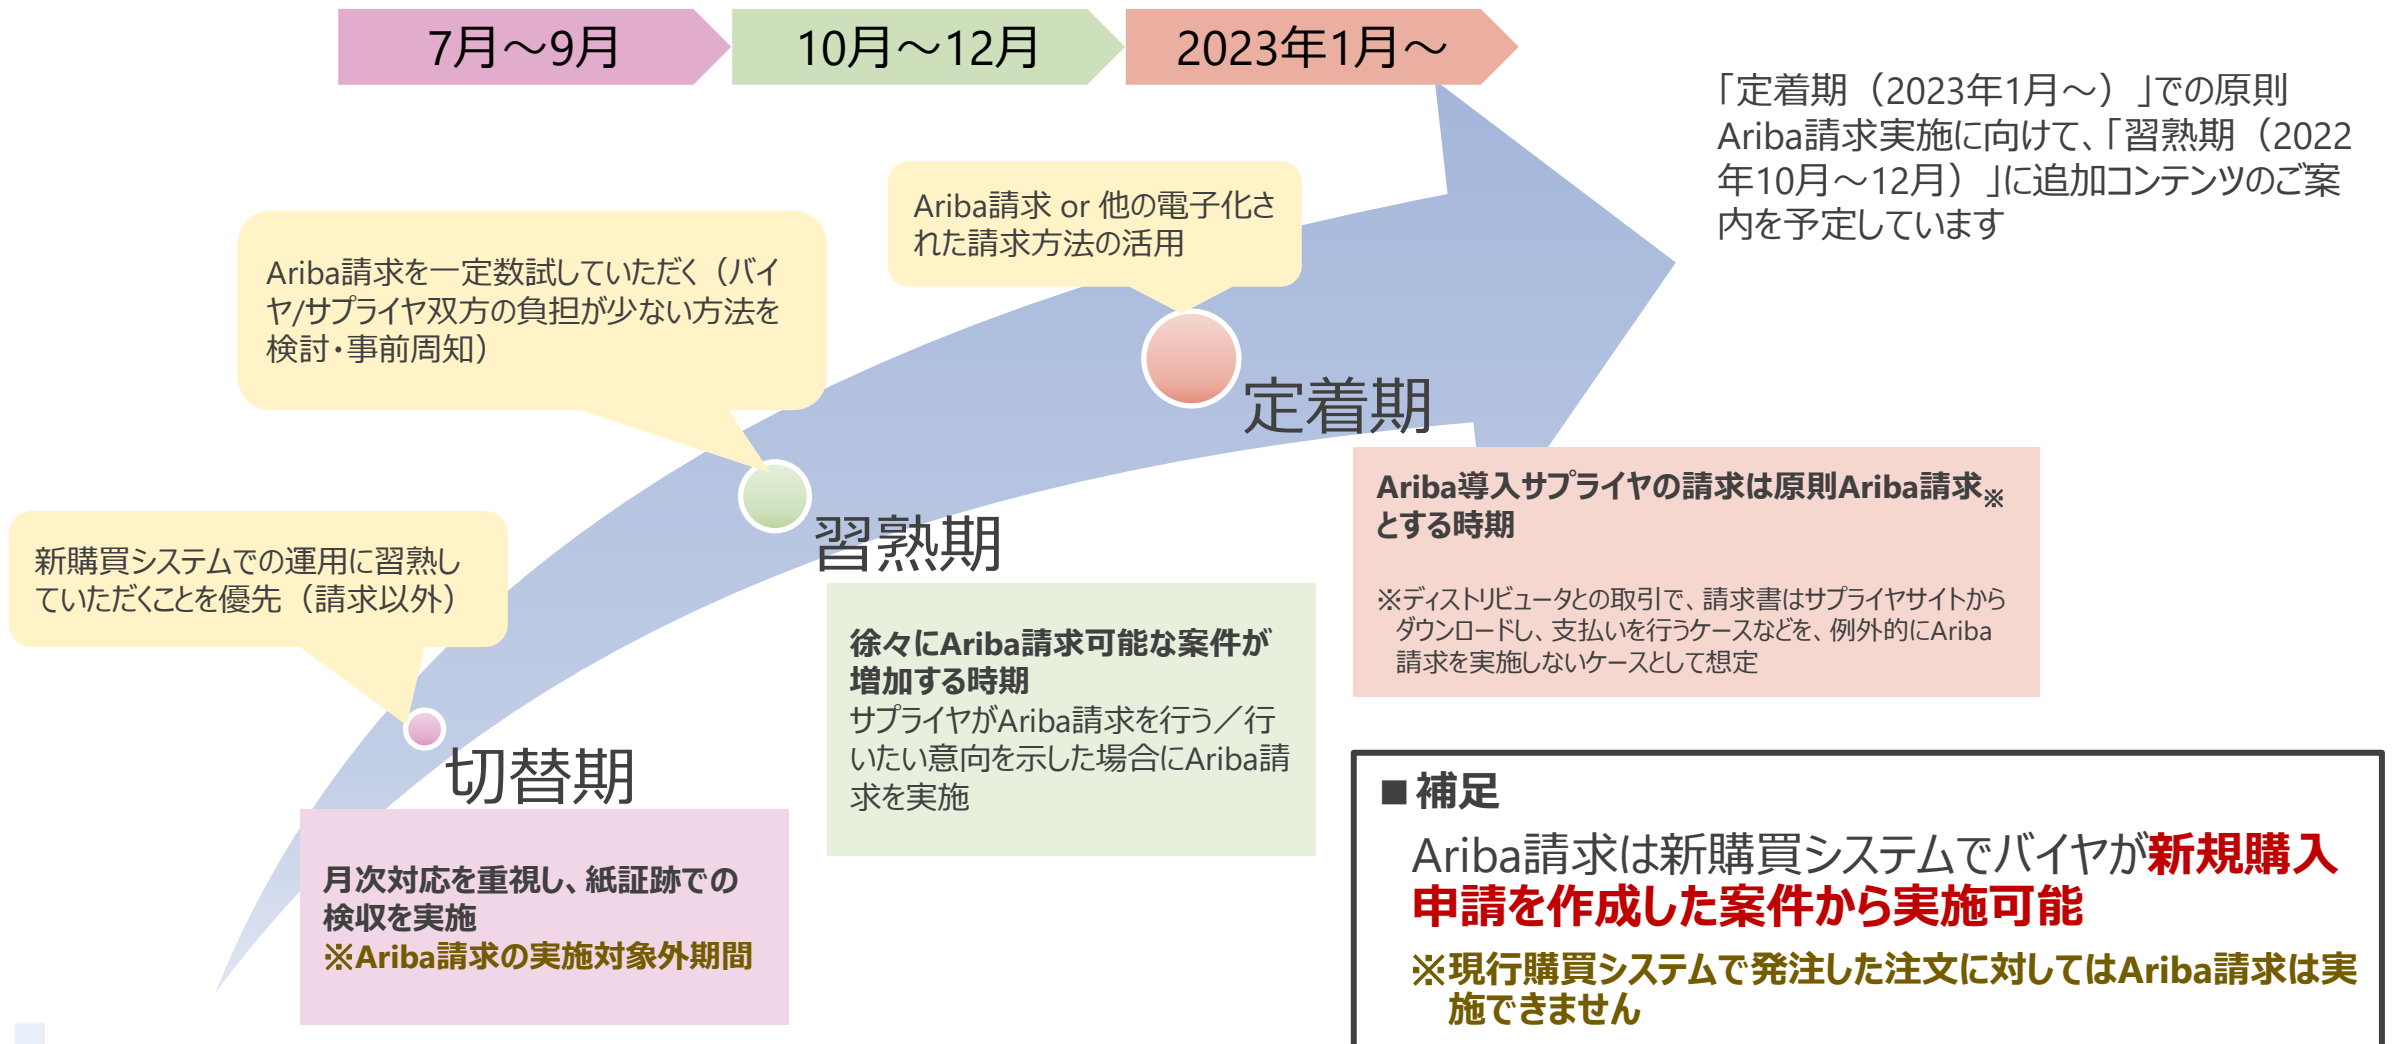 7月～9月
10月～12月
2023年1月～
「定着期（2023年1月～）」での原則
Ariba請求実施に向けて、「習熟期（2022
年10月～12月）」に追加コンテンツのご案
内を予定しています
Ariba請求 or 他の電子化さ
れた請求方法の活用
Ariba請求を一定数試していただく（バイ
ヤ/サプライヤ双方の負担が少ない方法を
検討・事前周知）
新購買システムでの運用に習熟し
ていただくことを優先（請求以外）
定着期
Ariba導入サプライヤの請求は原則Ariba請求※
とする時期
※ディストリビュータとの取引で、請求書はサプライヤサイトから
ダウンロードし、支払いを行うケースなどを、例外的にAriba
請求を実施しないケースとして想定
習熟期
徐々にAriba請求可能な案件が
増加する時期
サプライヤがAriba請求を行う／行
いたい意向を示した場合にAriba請
求を実施
切替期
月次対応を重視し、紙証跡での
検収を実施
※Ariba請求の実施対象外期間
■補足
Ariba請求は新購買システムでバイヤが新規購入
申請を作成した案件から実施可能
※現行購買システムで発注した注文に対してはAriba請求は実
施できません